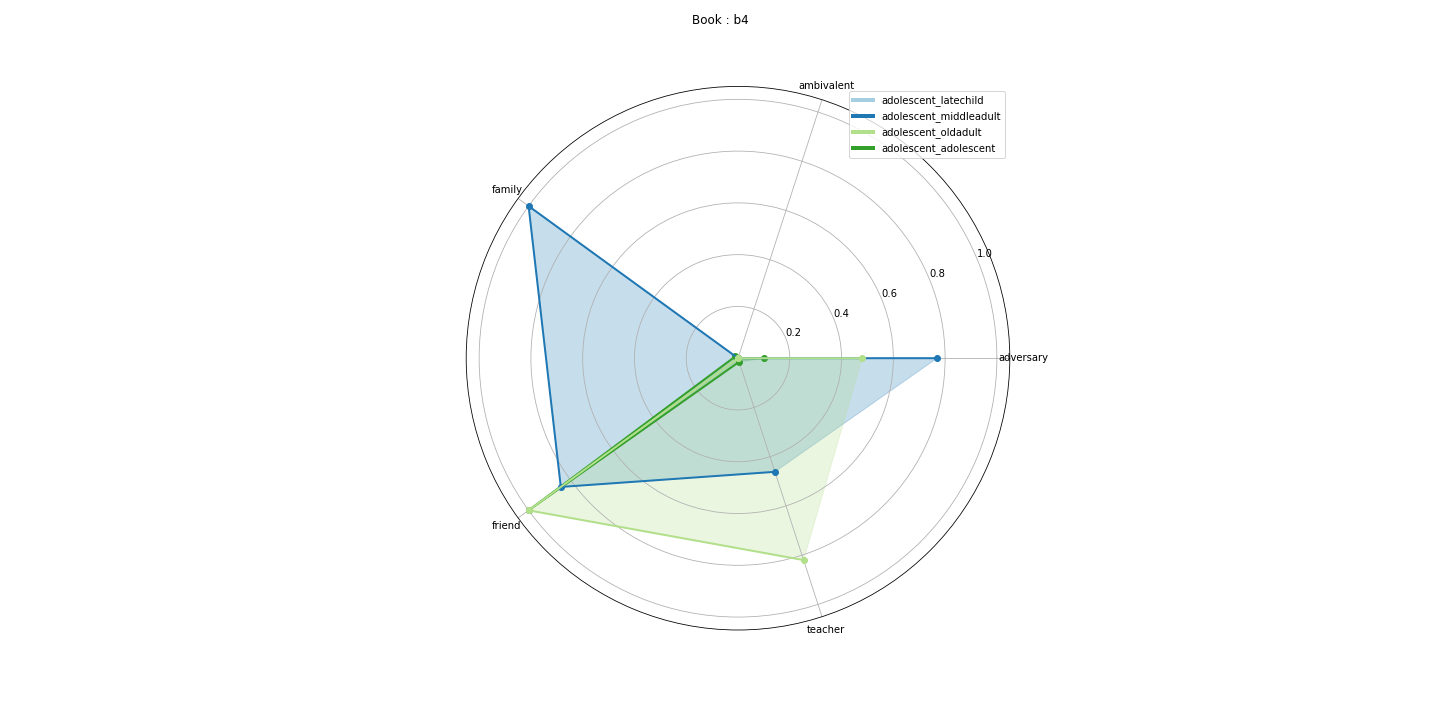 Book : b4
ambivalent
adolescent_latechild
adolescent_middleadult
adolescent_oldadult
adolescent_adolescent
family
1.0
0.8
0.6
0.4
0.2
adversary
friend
teacher